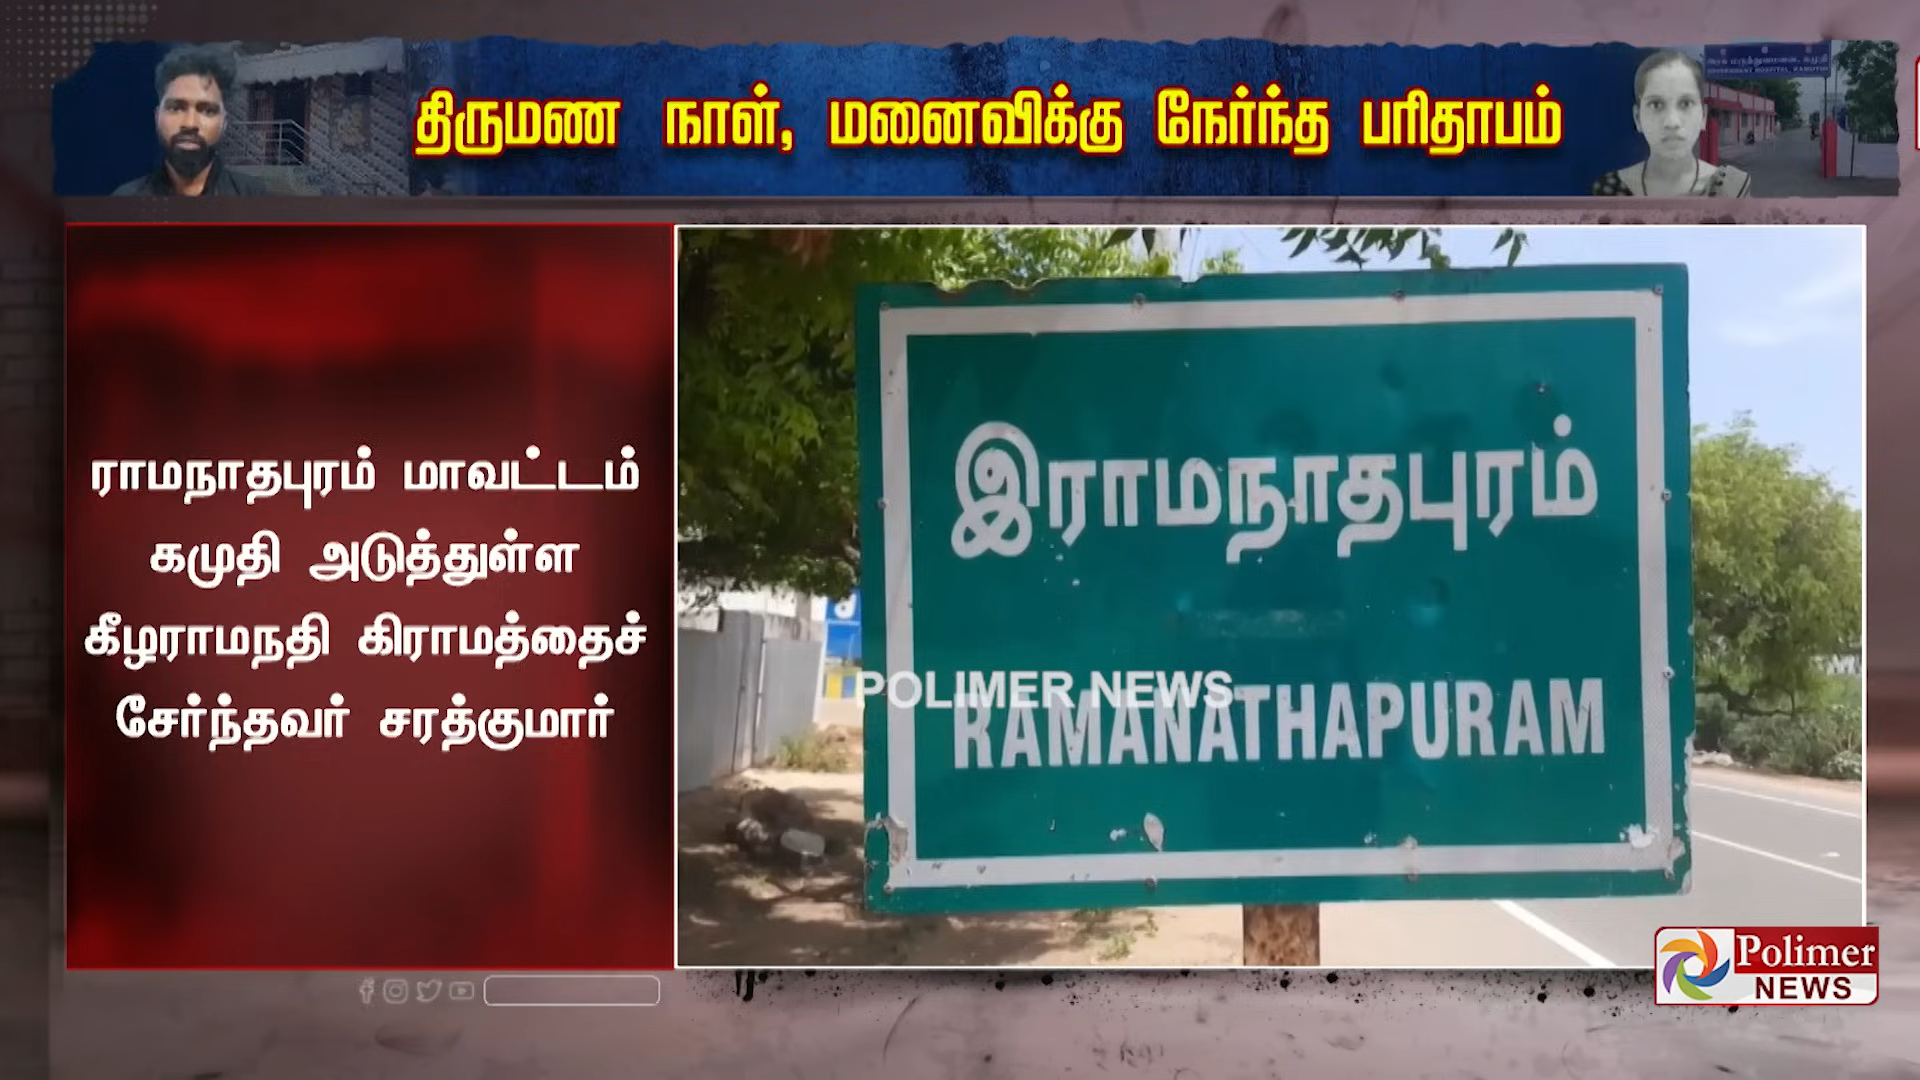 திருமண நாள், மனைவிக்கு நேர்ந்த பரிதாபம்
ராமநாதபுரம் மாவட்டம்
கமுதி அடுத்துள்ள
கீழராமநதி கிராமத்தைச்
சேர்ந்தவர் சரத்குமார்
இராமநாதபுரம்
RAMANATHAPURAM
POLIMER NEWS
Polimer
NEWS